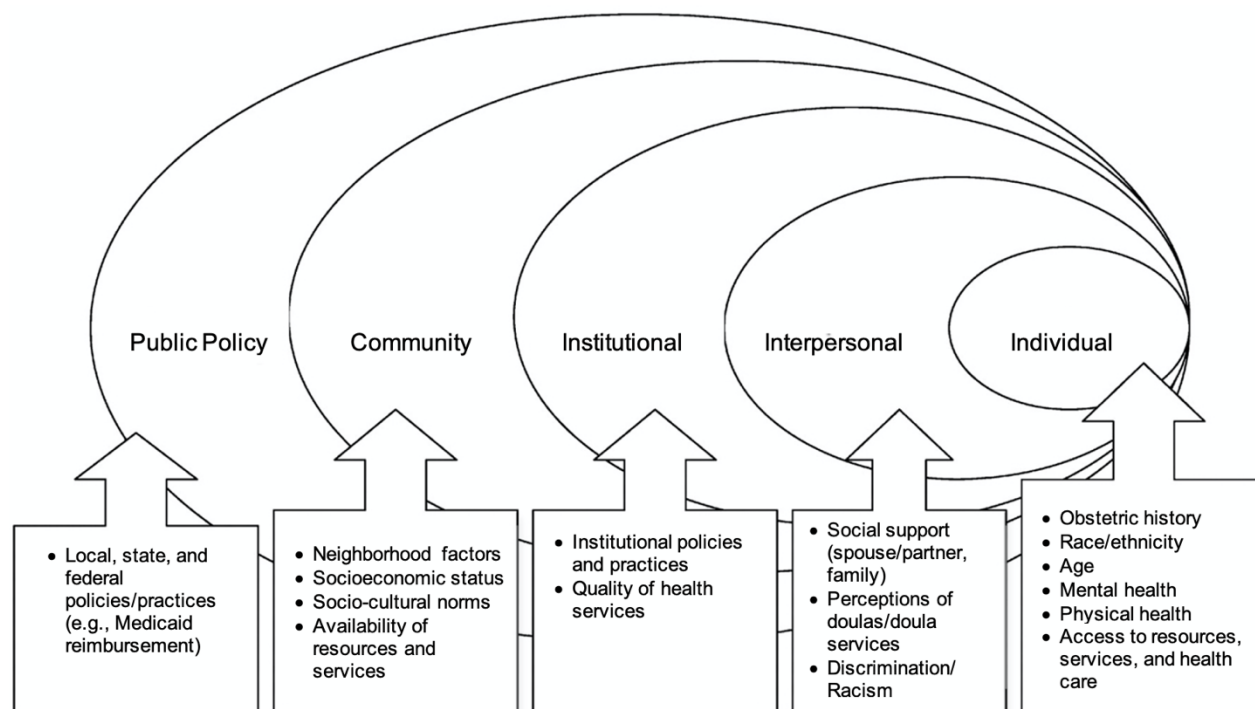 Public Policy
Community
Institutional
Interpersonal
Individual
• Local, state, and
federal
policies/practices
(e.g., Medicaid
reimbursement)
• Neighborhood factors
• Socioeconomic status
• Socio-cultural norms
• Availability of
resources and
services
• Institutional policies
and practices
• Quality of health
services
• Social support
(spouse/partner,
family)
• Perceptions of
doulas/doula
services
• Discrimination/
Racism
• Obstetric history
• Race/ethnicity
• Age
• Mental health
• Physical health
• Access to resources,
services, and health
care